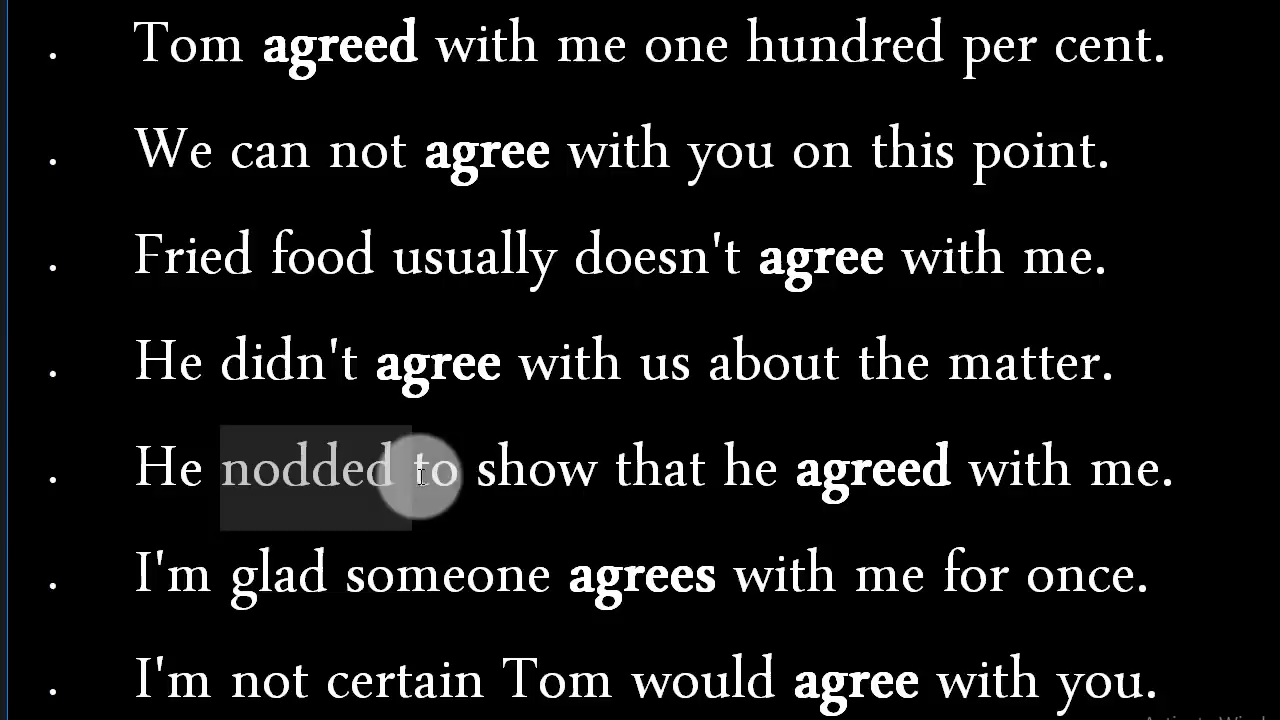 . Tom agreed with me one hundred per cent.
. We can not agree with you on this point.
. Fried food usually doesn't agree with me.
. He didn't agree with us about the matter.
. He nodded to show that he agreed with me.
. I'm glad someone agrees with me for once.
. I'm not certain Tom would agree with you.